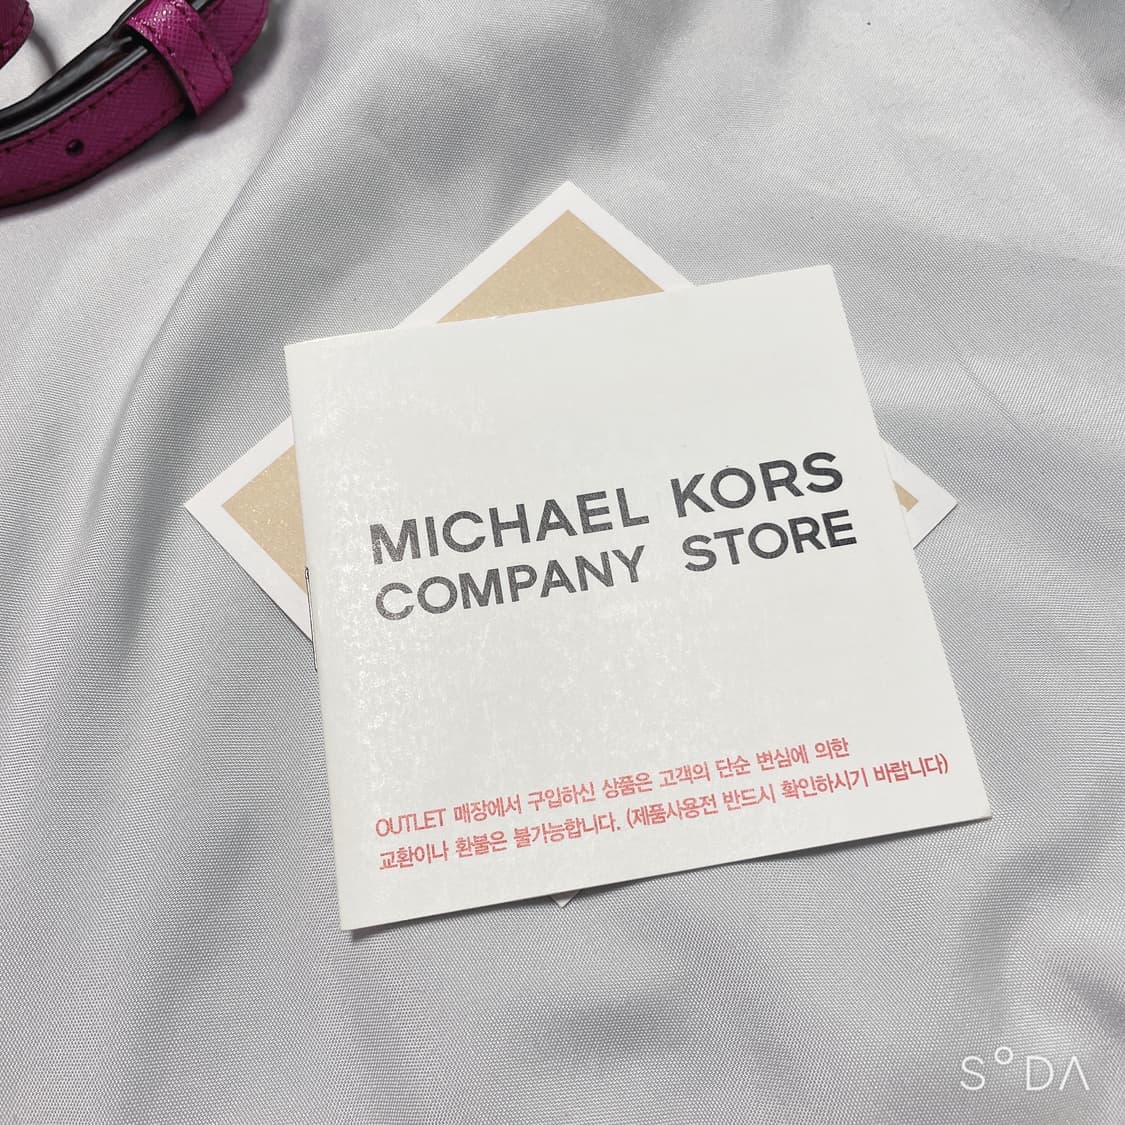 MICHAEL KORS
COMPANY STORE
OUTLET 매장에서 구입하신 상품은 고객의 단순 변심에 의한
교환이나 환불은 불가능합니다. (제품사용전 반드시 확인하시기 바랍니다)
SODA